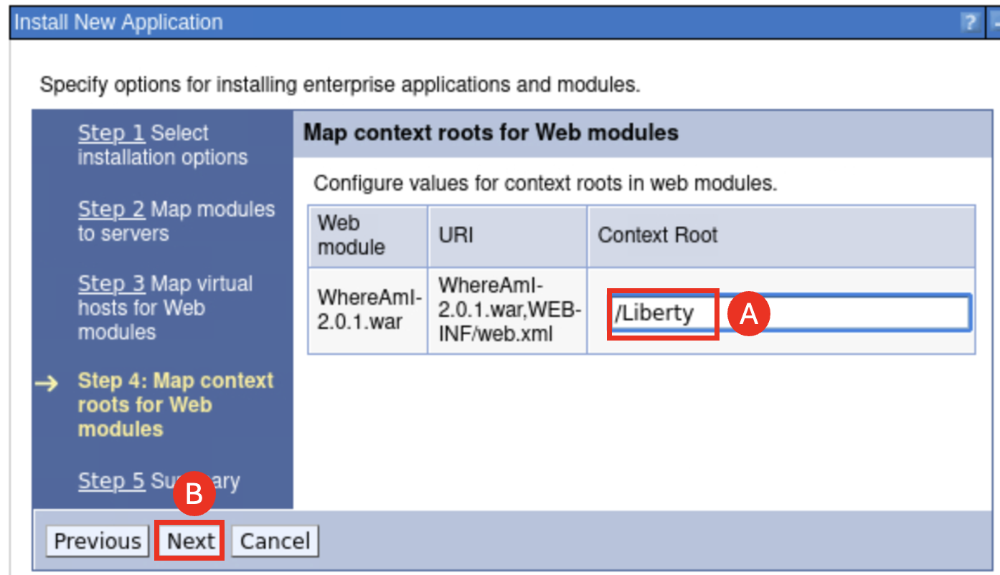 Install New Application
?
Specify options for installing enterprise applications and modules.
Step 1 Select
installation options
Step 2 Map modules
to servers
Step 3 Map virtual
hosts for Web
modules
Step 4: Map context
roots for Web
modules
Step 5
B
Map context roots for Web modules
Configure values for context roots in web modules.
Web
module
URI
Context Root
WhereAmI-
2.0.1.war
WhereAmI-
2.0.1.war,WEB-
INF/web.xml
/Liberty
A
Previous
Next
Cancel